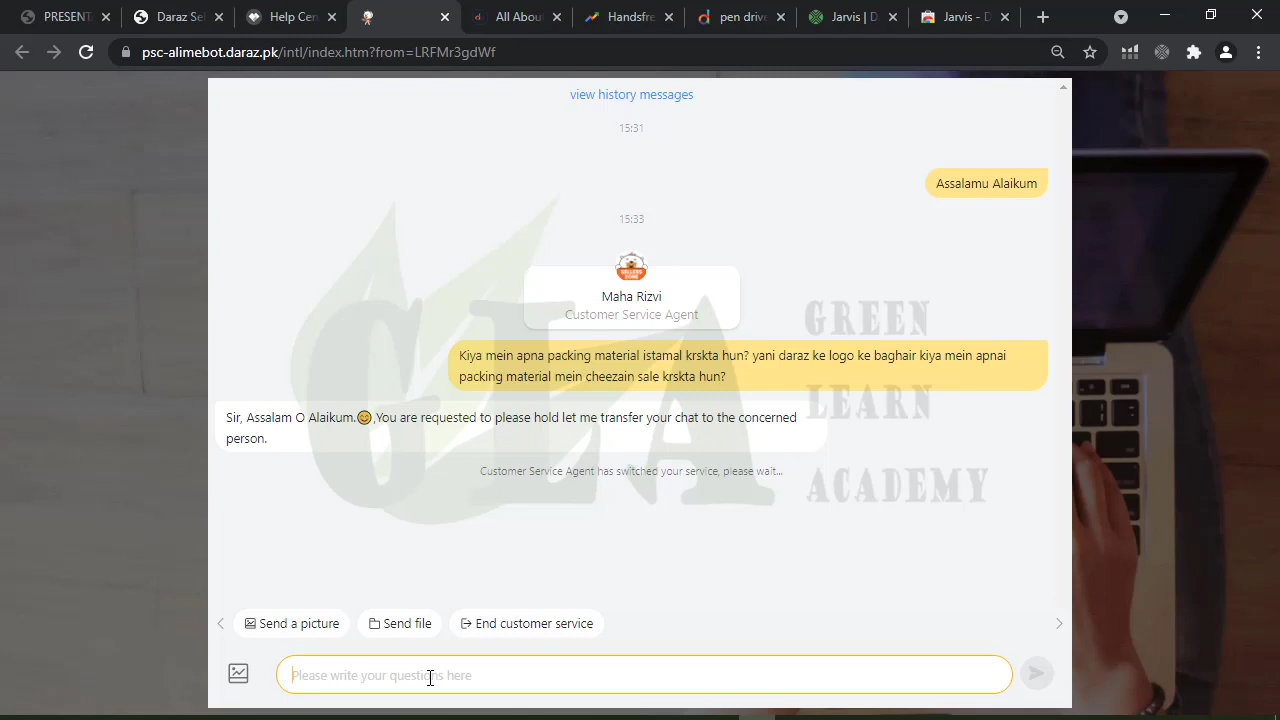 PRESENT
Daraz Sel
Help Cen
All About
Handsfre
pen drive
Jarvis | D
Jarvis - D
psc-alimebot.daraz.pk/intl/index.htm?from=LRFMr3gdWf
view history messages
15:31
Assalamu Alaikum
15:33
SELLERS ZONE
Maha Rizvi
Customer Service Agent
Kiya mein apna packing material istamal krskta hun? yani daraz ke logo ke baghair kiya mein apnai
packing material mein cheezain sale krskta hun?
Sir, Assalam O Alaikum.😊,You are requested to please hold let me transfer your chat to the concerned
person.
Customer Service Agent has switched your service, please wait...
GLA
GREEN
LEARN
ACADEMY
Send a picture
Send file
End customer service
Please write your questions here